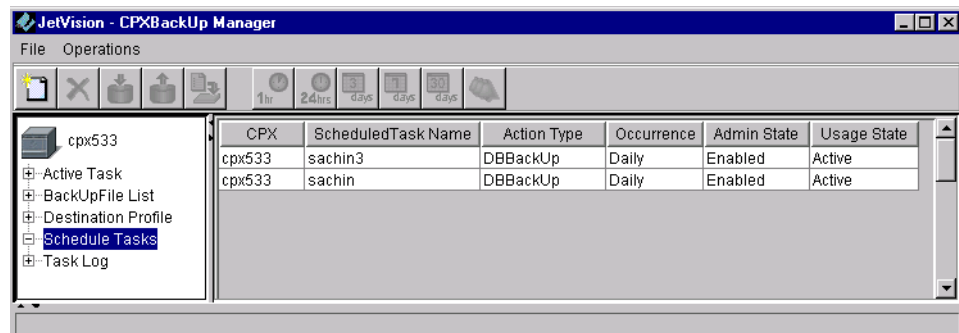 JetVision - CPXBackUp Manager
File Operations
1hr 24hrs 3 days 7 days 30 days
cpx533
Active Task
BackUpFile List
Destination Profile
Schedule Tasks
Task Log
CPX ScheduledTask Name Action Type Occurrence Admin State Usage State
cpx533 sachin3 DBBackUp Daily Enabled Active
cpx533 sachin DBBackUp Daily Enabled Active